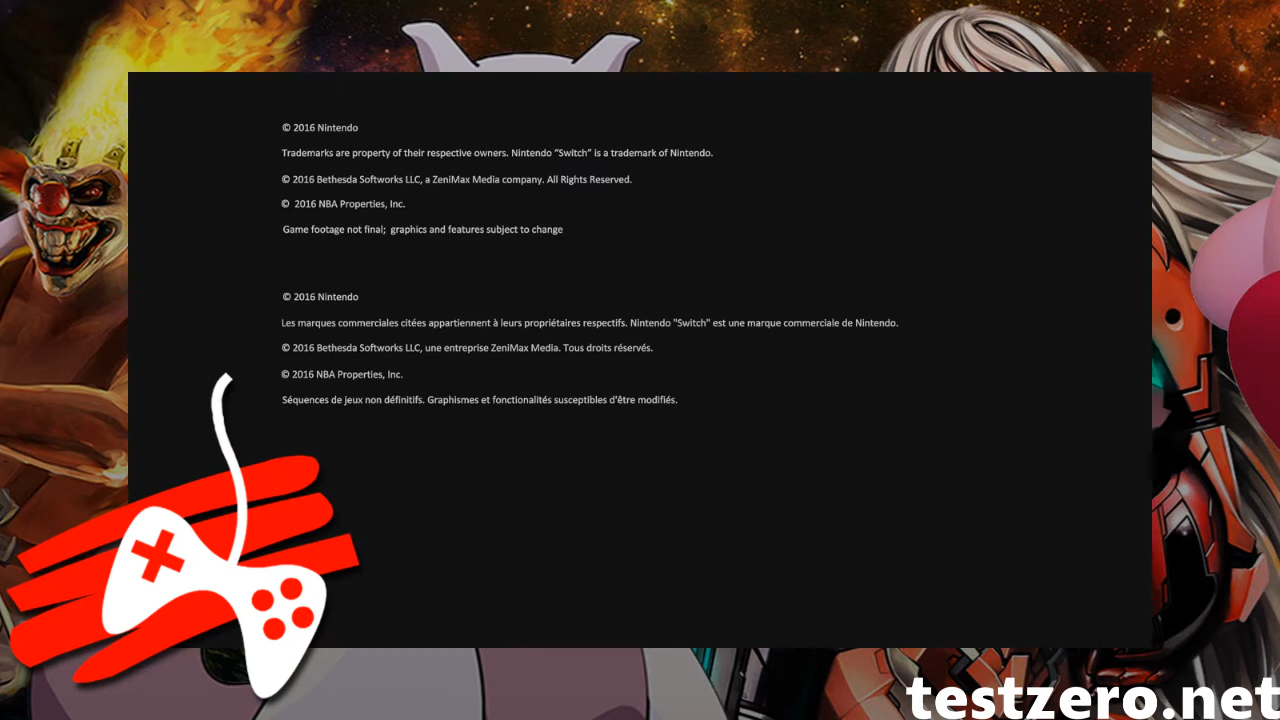 © 2016 Nintendo
Trademarks are property of their respective owners. Nintendo “Switch” is a trademark of Nintendo.
© 2016 Bethesda Softworks LLC, a ZeniMax Media company. All Rights Reserved.
© 2016 NBA Properties, Inc.
Game footage not final; graphics and features subject to change
© 2016 Nintendo
Les marques commerciales citées appartiennent à leurs propriétaires respectifs. Nintendo "Switch" est une marque commerciale de Nintendo.
© 2016 Bethesda Softworks LLC, une entreprise ZeniMax Media. Tous droits réservés.
© 2016 NBA Properties, Inc.
Séquences de jeux non définitifs. Graphismes et fonctionalités susceptibles d'être modifiés.
testzero.net